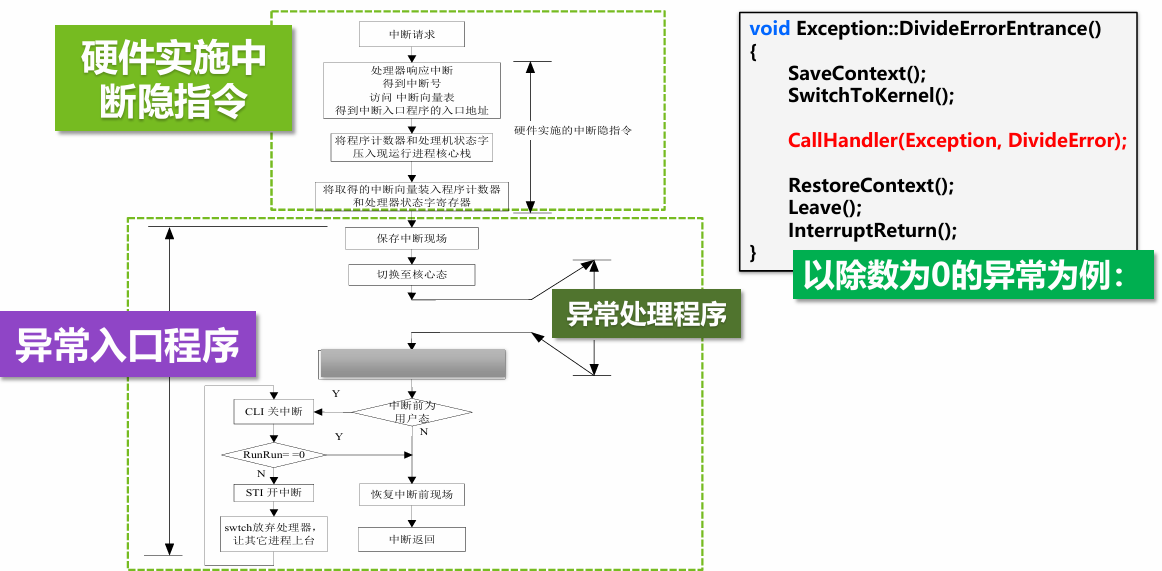 硬件实施中
断隐指令
中断请求
处理器响应中断
得到中断号
访问 中断向量表
得到中断入口程序的入口地址
将程序计数器和处理机状态字
压入现运行进程核心栈
将取得的中断向量装入程序计数器
和处理器状态字寄存器
硬件实施的中断隐指令
保存中断现场
切换至核心态
异常处理程序
异常入口程序
中断前为
用户态
Y
N
CLI 关中断
RunRun= =0
Y
N
STI 开中断
swtch放弃处理器，
让其它进程上台
恢复中断前现场
中断返回
void Exception::DivideErrorEntrance()
{
SaveContext();
SwitchToKernel();
CallHandler(Exception, DivideError);
RestoreContext();
Leave();
InterruptReturn();
}
以除数为0的异常为例：